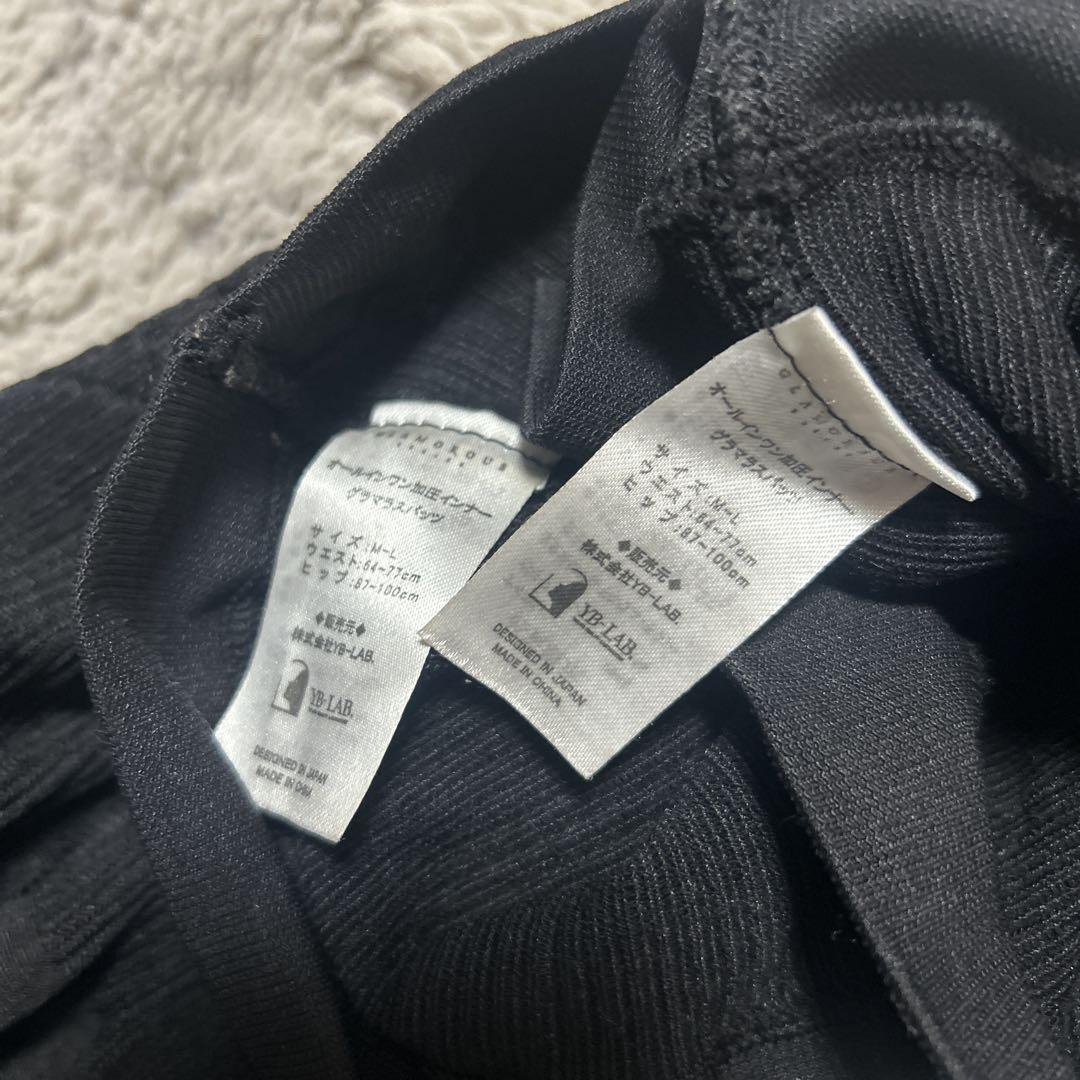 GLAMOROUS
オールインワン加圧インナー
グラマラスパッツ
サイズ:M-L
ウエスト:64~77cm
ヒップ:87~100cm
◆販売元◆
株式会社YB-LAB.
YB-LAB.
DESIGNED IN JAPAN
MADE IN CHINA
オールインワン加圧インナー
グラマラスパッツ
サイズ:M-L
ウエスト:64~77cm
ヒップ:87~100cm
◆販売元◆
株式会社YB-LAB.
YB-LAB.
DESIGNED IN JAPAN
MADE IN CHINA